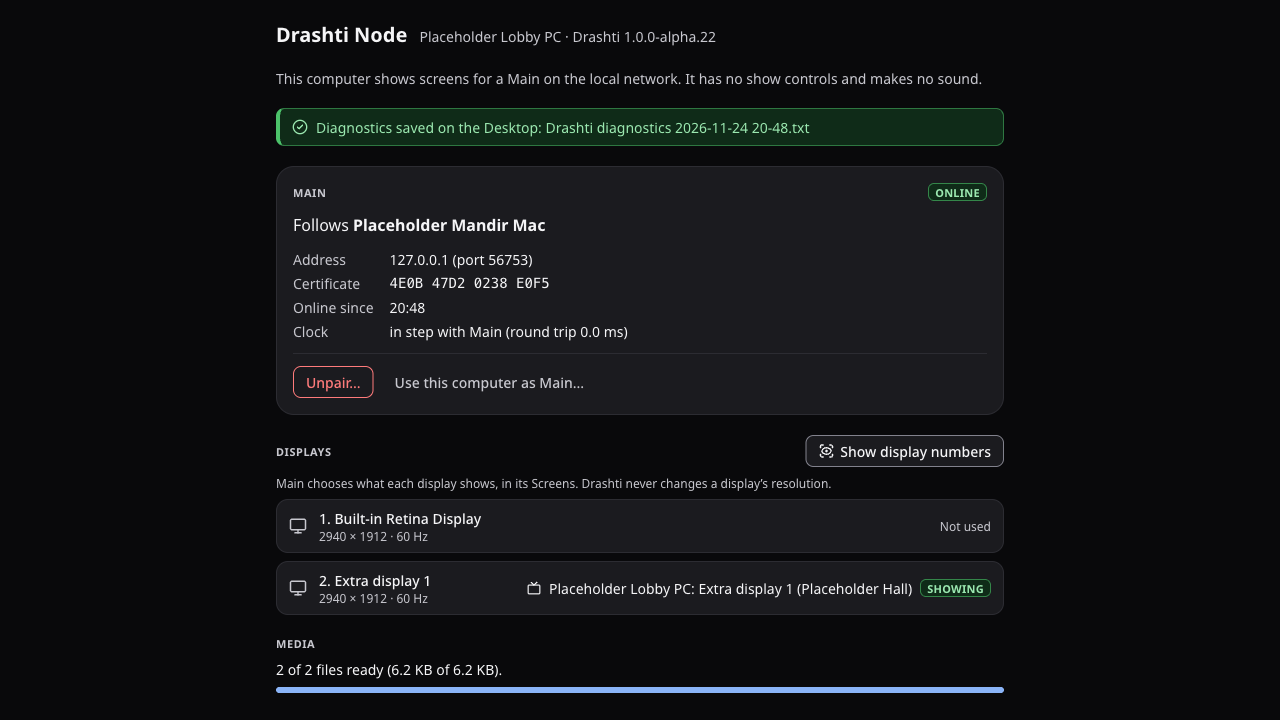 Drashti Node Placeholder Lobby PC · Drashti 1.0.0-alpha.22
This computer shows screens for a Main on the local network. It has no show controls and makes no sound.
Diagnostics saved on the Desktop: Drashti diagnostics 2026-11-24 20-48.txt
MAIN ONLINE
Follows Placeholder Mandir Mac
Address 127.0.0.1 (port 56753)
Certificate 4E0B 47D2 0238 E0F5
Online since 20:48
Clock in step with Main (round trip 0.0 ms)
Unpair... Use this computer as Main...
DISPLAYS Show display numbers
Main chooses what each display shows, in its Screens. Drashti never changes a display's resolution.
1. Built-in Retina Display
2940 × 1912 · 60 Hz
Not used
2. Extra display 1
2940 × 1912 · 60 Hz
Placeholder Lobby PC: Extra display 1 (Placeholder Hall) SHOWING
MEDIA
2 of 2 files ready (6.2 KB of 6.2 KB).